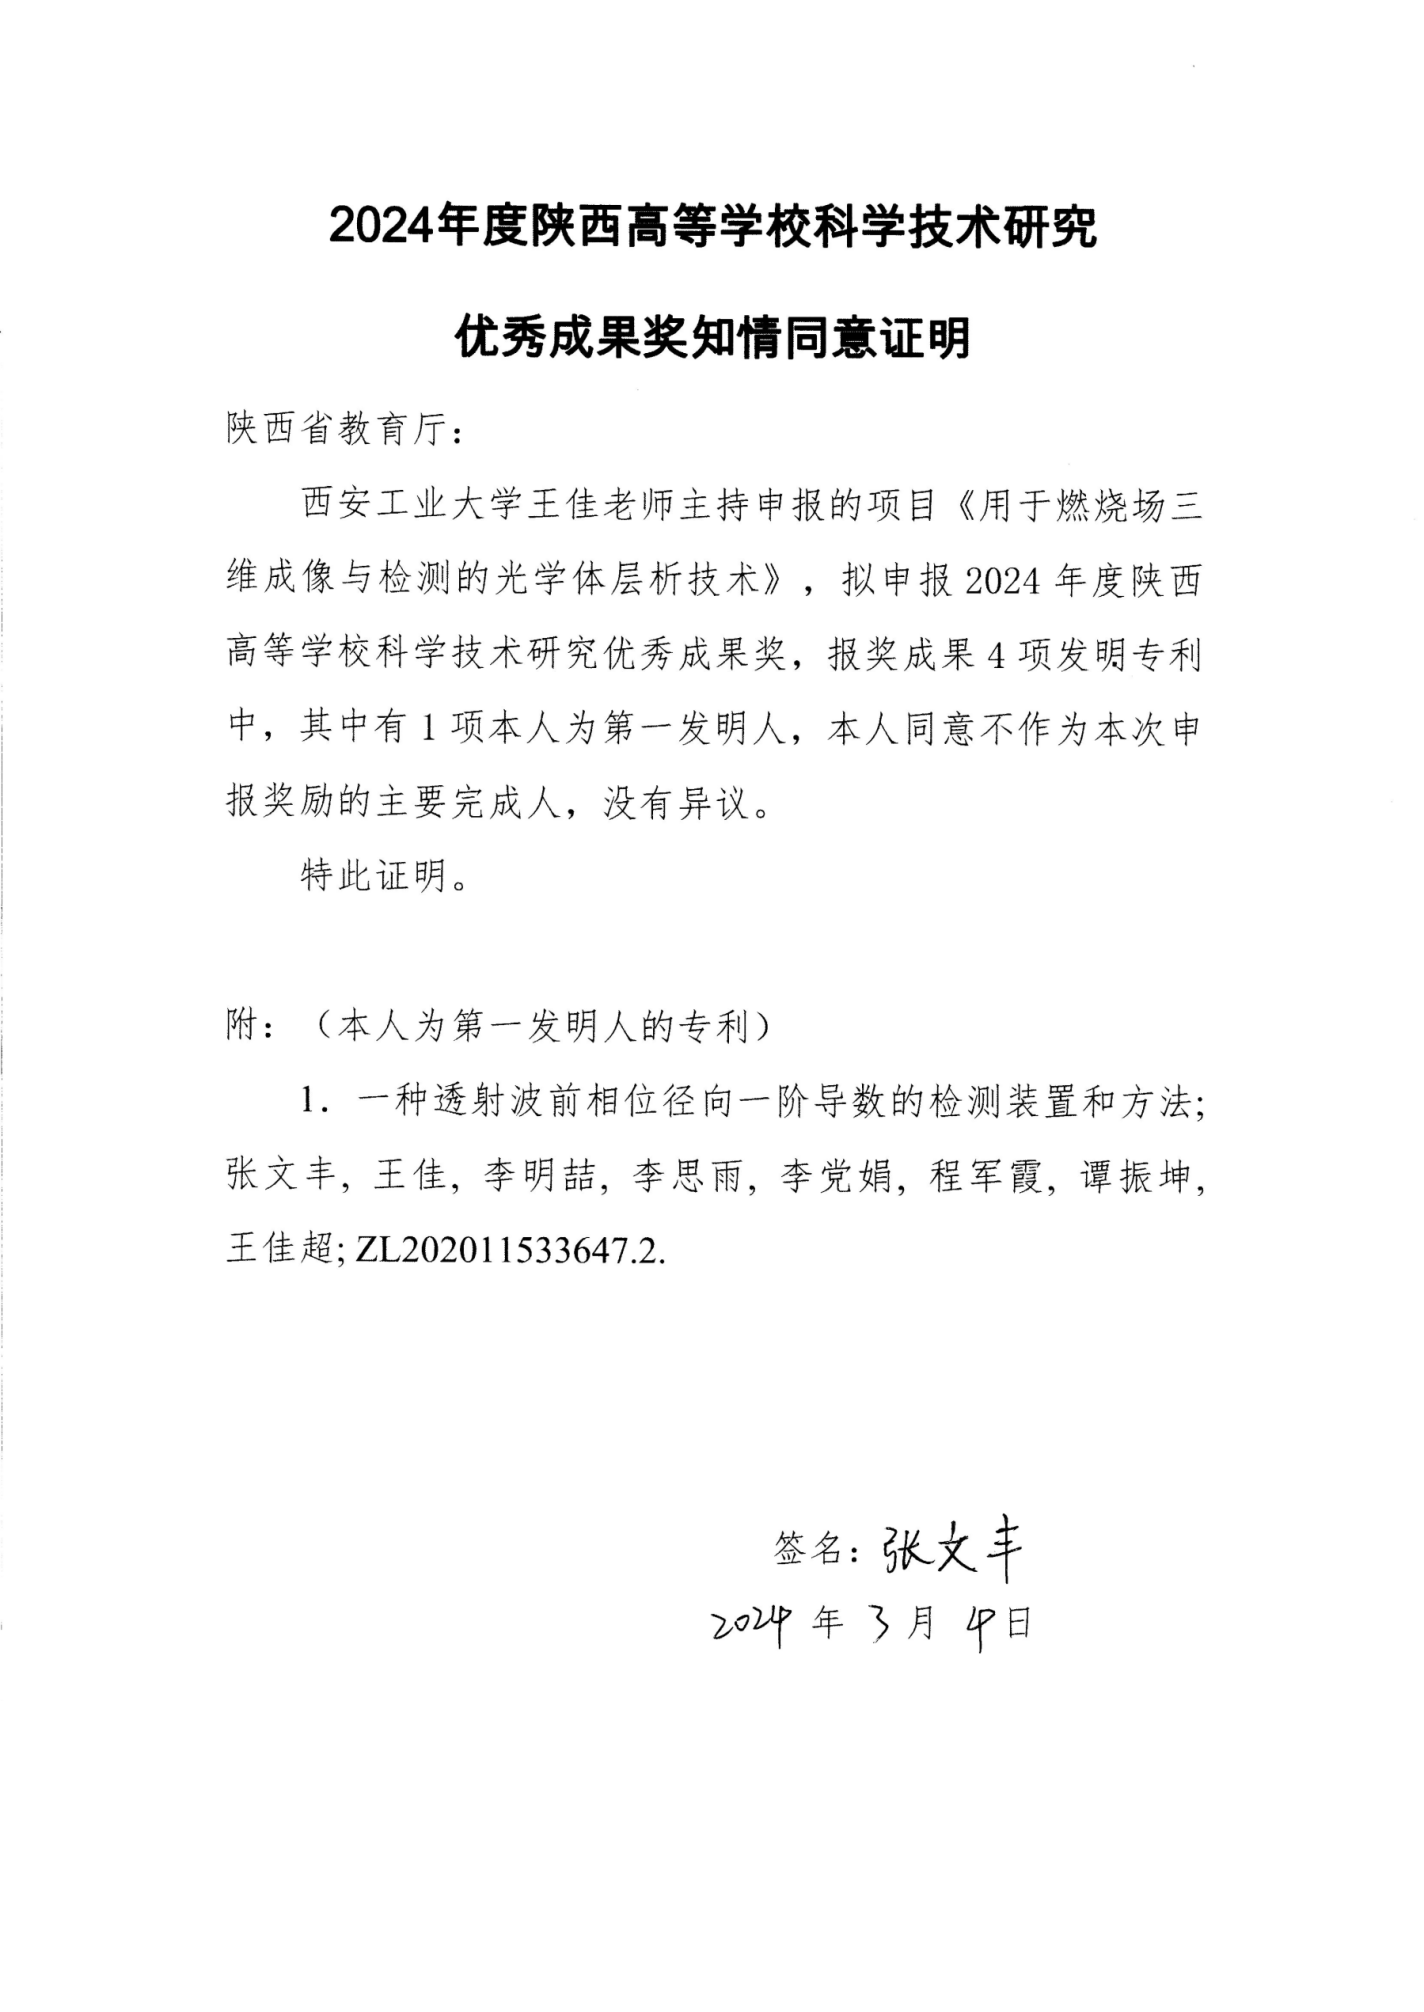 2024年度陕西高等学校科学技术研究
优秀成果奖知情同意证明
陕西省教育厅：
西安工业大学王佳老师主持申报的项目《用于燃烧场三
维成像与检测的光学体层析技术》，拟申报 2024 年度陕西
高等学校科学技术研究优秀成果奖，报奖成果 4 项发明专利
中，其中有 1 项本人为第一发明人，本人同意不作为本次申
报奖励的主要完成人，没有异议。
特此证明。
附：（本人为第一发明人的专利）
1. 一种透射波前相位径向一阶导数的检测装置和方法;
张文丰, 王佳, 李明喆, 李思雨, 李党娟, 程军霞, 谭振坤,
王佳超; ZL202011533647.2.
签名：张文丰
2024 年 3 月 4 日